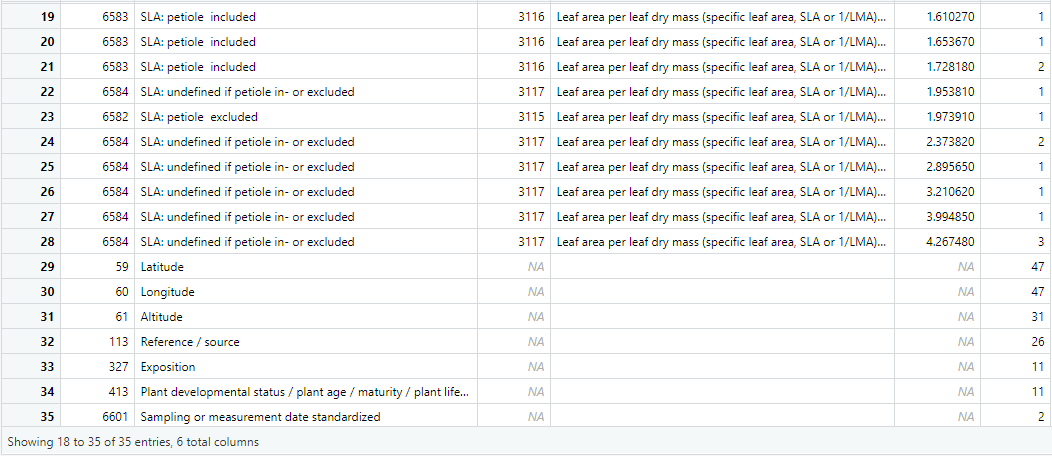 19 6583 SLA: petiole  included 3116 Leaf area per leaf dry mass (specific leaf area, SLA or 1/LMA)... 1.610270 1
20 6583 SLA: petiole  included 3116 Leaf area per leaf dry mass (specific leaf area, SLA or 1/LMA)... 1.653670 1
21 6583 SLA: petiole  included 3116 Leaf area per leaf dry mass (specific leaf area, SLA or 1/LMA)... 1.728180 2
22 6584 SLA: undefined if petiole in- or excluded 3117 Leaf area per leaf dry mass (specific leaf area, SLA or 1/LMA)... 1.953810 1
23 6582 SLA: petiole  excluded 3115 Leaf area per leaf dry mass (specific leaf area, SLA or 1/LMA)... 1.973910 1
24 6584 SLA: undefined if petiole in- or excluded 3117 Leaf area per leaf dry mass (specific leaf area, SLA or 1/LMA)... 2.373820 2
25 6584 SLA: undefined if petiole in- or excluded 3117 Leaf area per leaf dry mass (specific leaf area, SLA or 1/LMA)... 2.895650 1
26 6584 SLA: undefined if petiole in- or excluded 3117 Leaf area per leaf dry mass (specific leaf area, SLA or 1/LMA)... 3.210620 1
27 6584 SLA: undefined if petiole in- or excluded 3117 Leaf area per leaf dry mass (specific leaf area, SLA or 1/LMA)... 3.994850 1
28 6584 SLA: undefined if petiole in- or excluded 3117 Leaf area per leaf dry mass (specific leaf area, SLA or 1/LMA)... 4.267480 3
29 59 Latitude NA NA 47
30 60 Longitude NA NA 47
31 61 Altitude NA NA 31
32 113 Reference / source NA NA 26
33 327 Exposition NA NA 11
34 413 Plant developmental status / plant age / maturity / plant life... NA NA 11
35 6601 Sampling or measurement date standardized NA NA 2
Showing 18 to 35 of 35 entries, 6 total columns